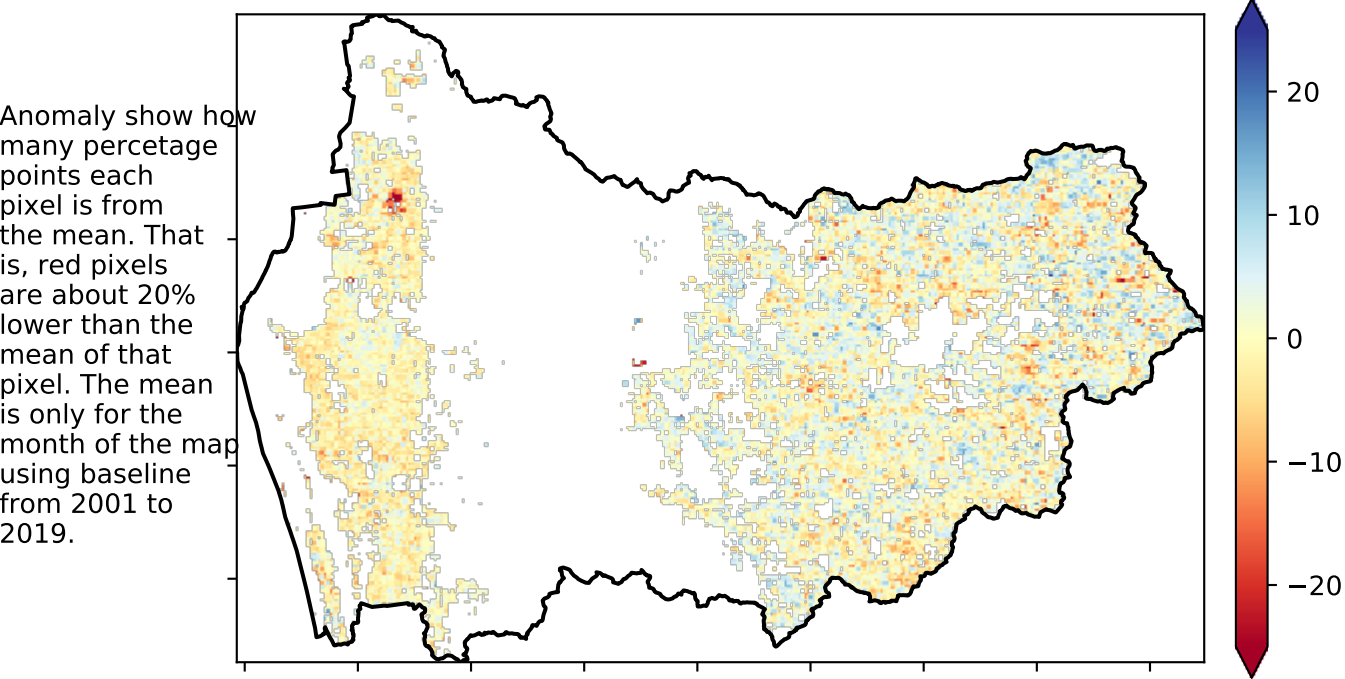 Anomaly show how
many percetage
points each
pixel is from
the mean. That
is, red pixels
are about 20%
lower than the
mean of that
pixel. The mean
is only for the
month of the map
using baseline
from 2001 to
2019.
20
10
0
−10
−20